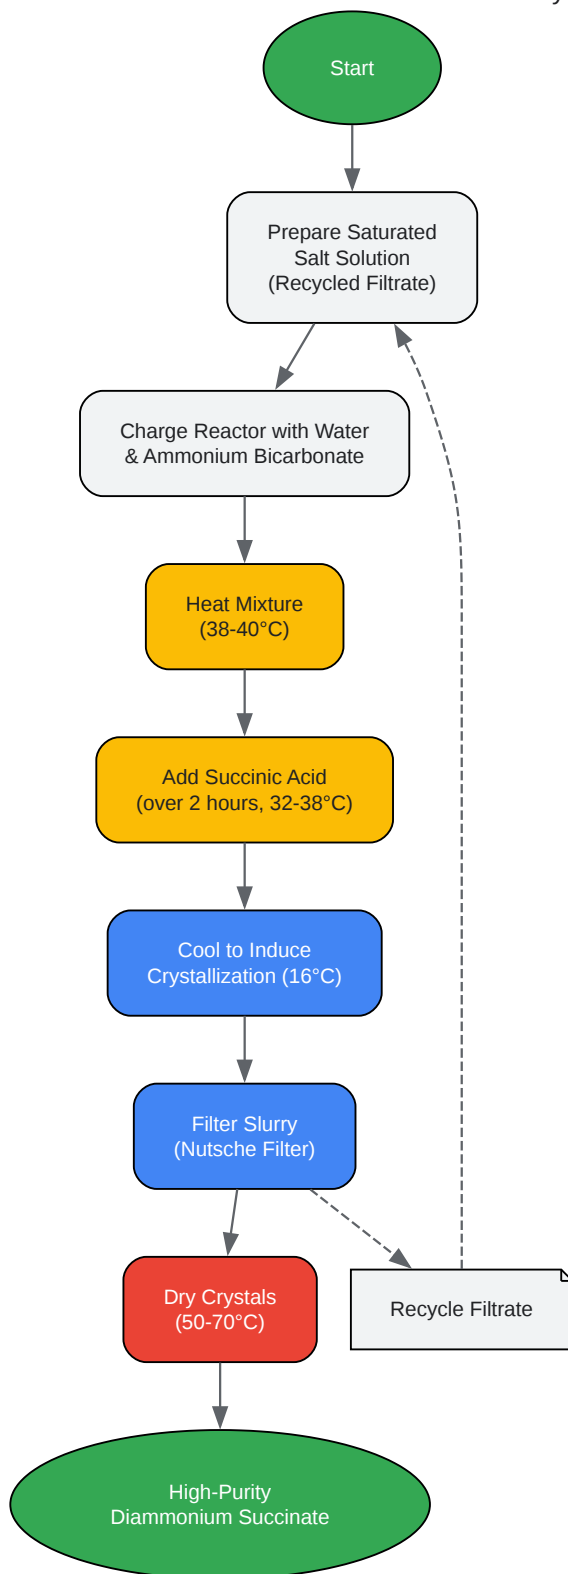 Start
Prepare Saturated
Salt Solution
(Recycled Filtrate)
Charge Reactor with Water
& Ammonium Bicarbonate
Heat Mixture
(38-40°C)
Add Succinic Acid
(over 2 hours, 32-38°C)
Cool to Induce
Crystallization (16°C)
Filter Slurry
(Nutsche Filter)
Dry Crystals
(50-70°C)
Recycle Filtrate
High-Purity
Diammonium Succinate